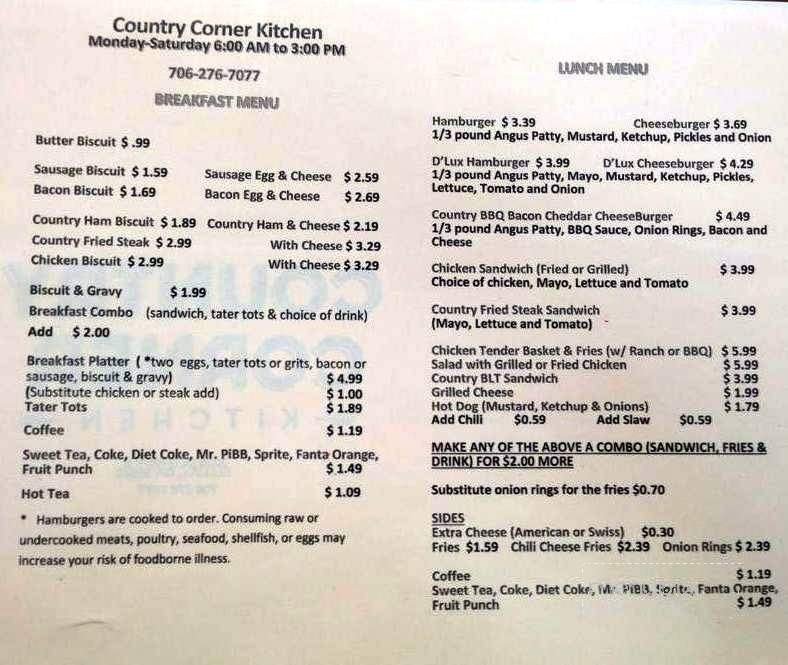 Country Corner Kitchen
Monday-Saturday 6:00 AM to 3:00 PM
706-276-7077
BREAKFAST MENU
Butter Biscuit $ .99
Sausage Biscuit $ 1.59 Sausage Egg & Cheese $ 2.59
Bacon Biscuit $ 1.69 Bacon Egg & Cheese $ 2.69
Country Ham Biscuit $ 1.89 Country Ham & Cheese $ 2.19
Country Fried Steak $ 2.99 With Cheese $ 3.29
Chicken Biscuit $ 2.99 With Cheese $ 3.29
Biscuit & Gravy $ 1.99
Breakfast Combo (sandwich, tater tots & choice of drink)
Add $ 2.00
Breakfast Platter ( *two eggs, tater tots or grits, bacon or
sausage, biscuit & gravy) $ 4.99
(Substitute chicken or steak add) $ 1.00
Tater Tots $ 1.89
Coffee $ 1.19
Sweet Tea, Coke, Diet Coke, Mr. PiBB, Sprite, Fanta Orange,
Fruit Punch $ 1.49
Hot Tea $ 1.09
* Hamburgers are cooked to order. Consuming raw or
undercooked meats, poultry, seafood, shellfish, or eggs may
increase your risk of foodborne illness.
LUNCH MENU
Hamburger $ 3.39 Cheeseburger $ 3.69
1/3 pound Angus Patty, Mustard, Ketchup, Pickles and Onion
D'Lux Hamburger $ 3.99 D'Lux Cheeseburger $ 4.29
1/3 pound Angus Patty, Mayo, Mustard, Ketchup, Pickles,
Lettuce, Tomato and Onion
Country BBQ Bacon Cheddar CheeseBurger $ 4.49
1/3 pound Angus Patty, BBQ Sauce, Onion Rings, Bacon and
Cheese
Chicken Sandwich (Fried or Grilled) $ 3.99
Choice of chicken, Mayo, Lettuce and Tomato
Country Fried Steak Sandwich $ 3.99
(Mayo, Lettuce and Tomato)
Chicken Tender Basket & Fries (w/ Ranch or BBQ) $ 5.99
Salad with Grilled or Fried Chicken $ 5.99
Country BLT Sandwich $ 3.99
Grilled Cheese $ 1.99
Hot Dog (Mustard, Ketchup & Onions) $ 1.79
Add Chili $0.59 Add Slaw $0.59
MAKE ANY OF THE ABOVE A COMBO (SANDWICH, FRIES &
DRINK) FOR $2.00 MORE
Substitute onion rings for the fries $0.70
SIDES
Extra Cheese (American or Swiss) $0.30
Fries $1.59 Chili Cheese Fries $2.39 Onion Rings $ 2.39
Coffee $ 1.19
Sweet Tea, Coke, Diet Coke, Mr. PiBB, Sprite, Fanta Orange,
Fruit Punch $ 1.49